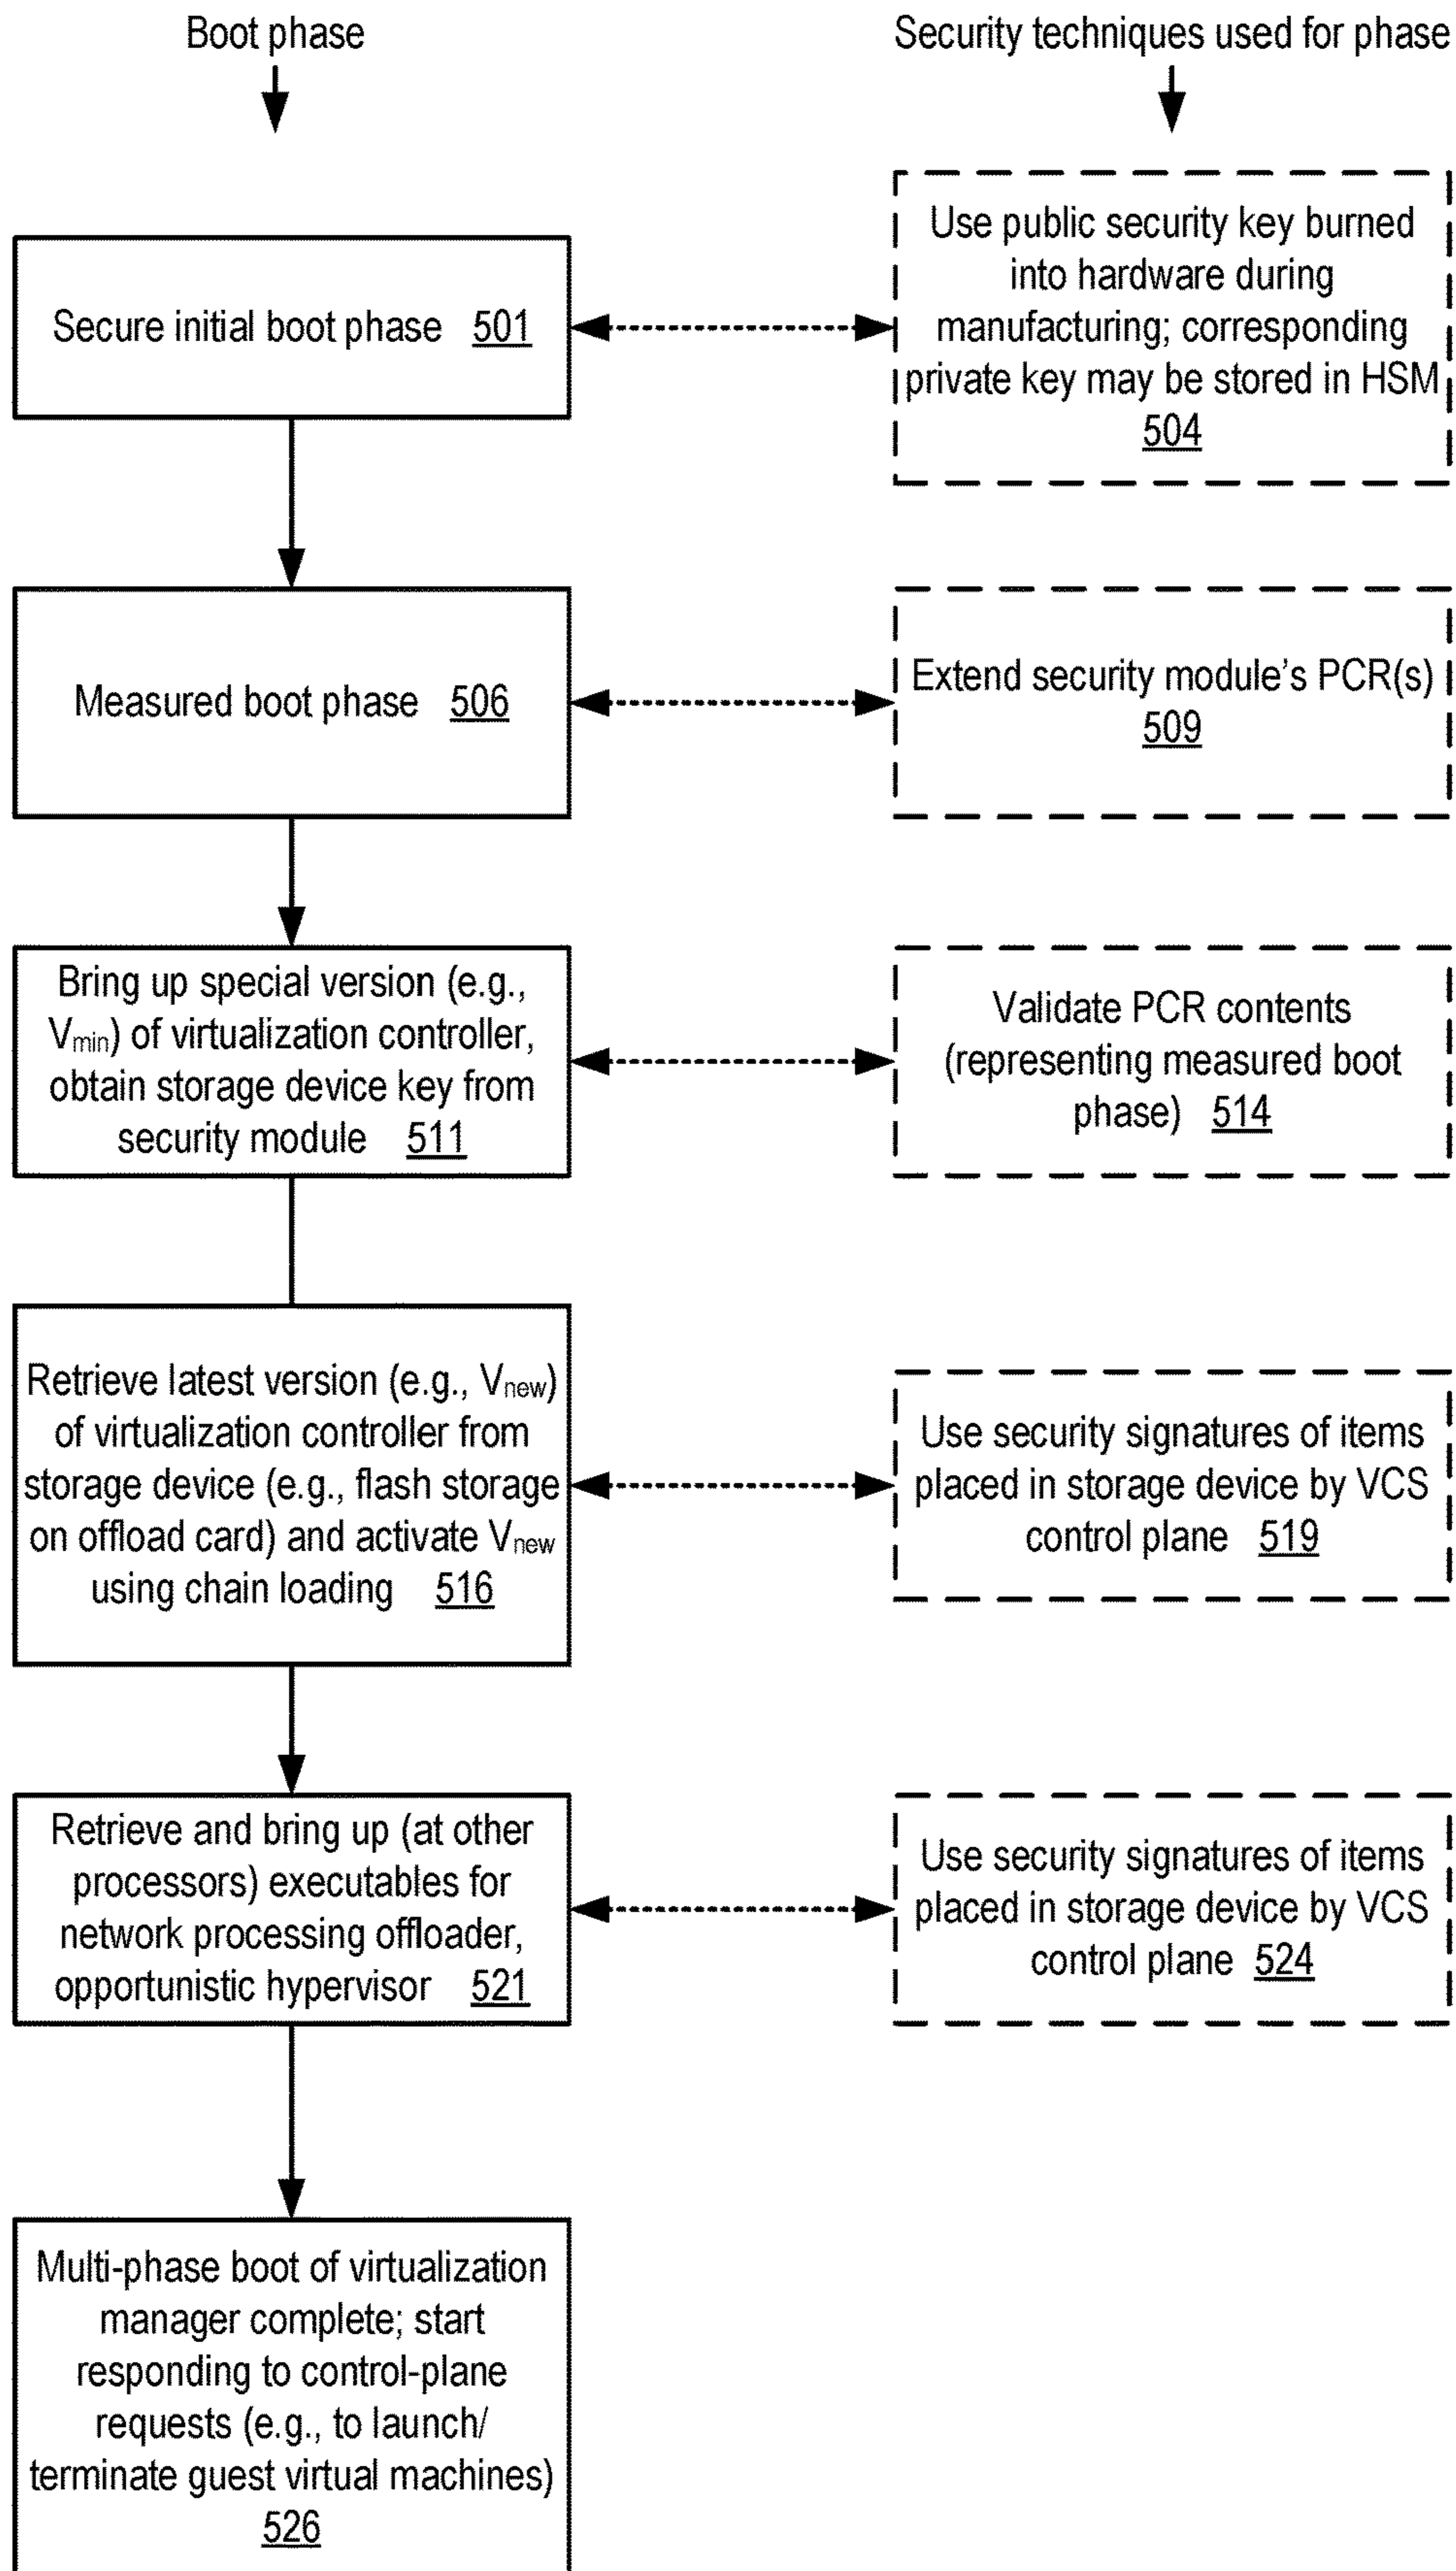 Boot phase
Security techniques used for phase
Secure initial boot phase 501
Use public security key burned
into hardware during
manufacturing; corresponding
private key may be stored in HSM
504
Measured boot phase 506
Extend security module’s PCR(s)
509
Bring up special version (e.g.,
Vmin) of virtualization controller,
obtain storage device key from
security module 511
Validate PCR contents
(representing measured boot
phase) 514
Retrieve latest version (e.g., Vnew)
of virtualization controller from
storage device (e.g., flash storage
on offload card) and activate Vnew
using chain loading 516
Use security signatures of items
placed in storage device by VCS
control plane 519
Retrieve and bring up (at other
processors) executables for
network processing offloader,
opportunistic hypervisor 521
Use security signatures of items
placed in storage device by VCS
control plane 524
Multi-phase boot of virtualization
manager complete; start
responding to control-plane
requests (e.g., to launch/
terminate guest virtual machines)
526